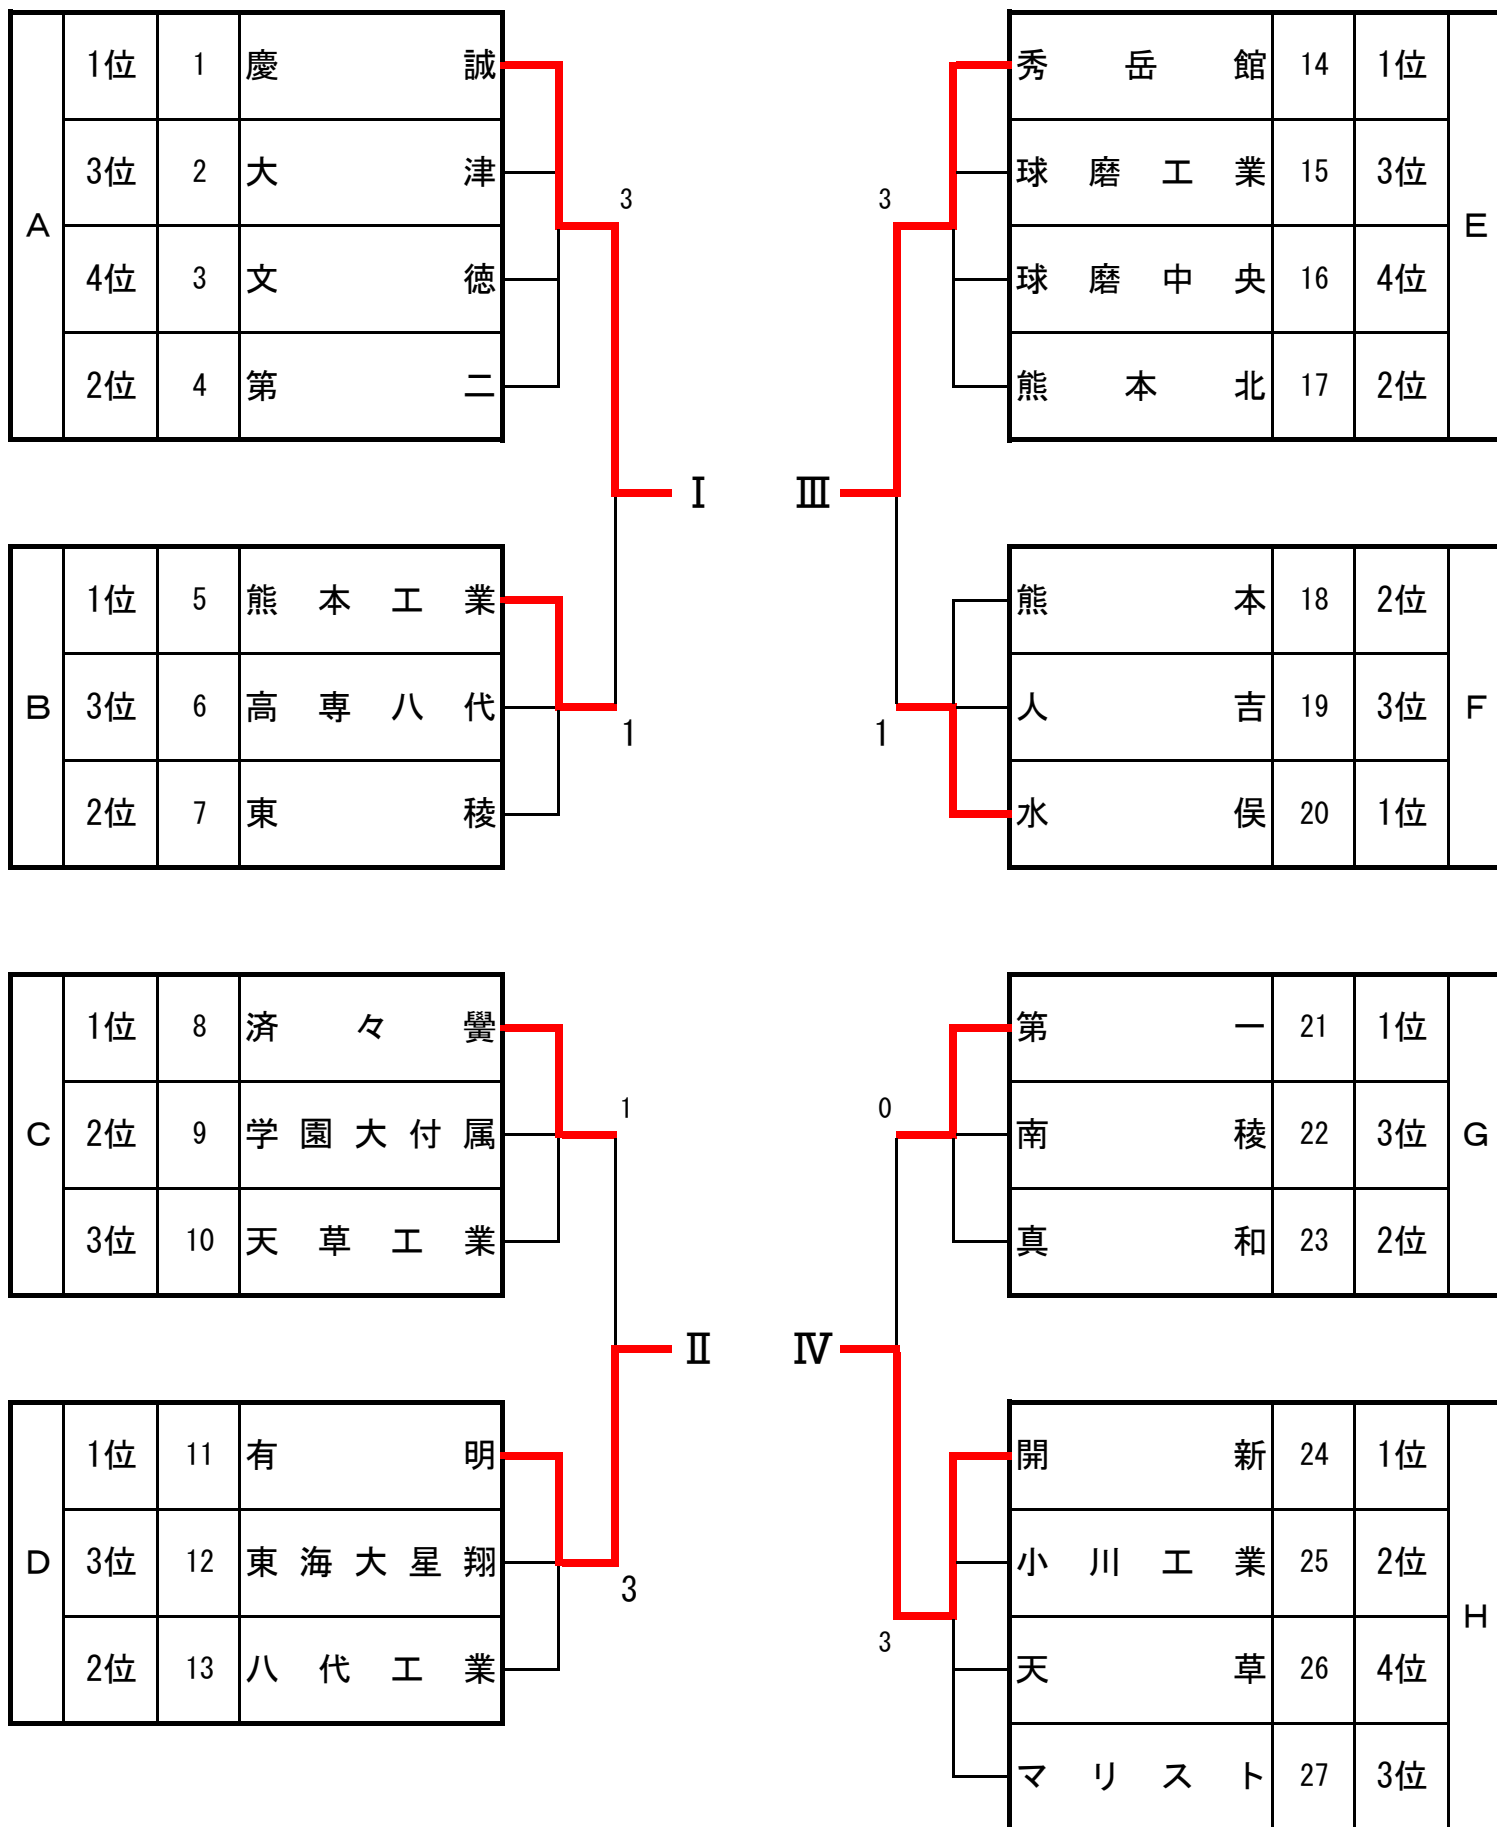 A
1位 1 慶誠
3位 2 大津
4位 3 文徳
2位 4 第二
3
Ⅰ
B
1位 5 熊本工業
3位 6 高専八代
2位 7 東稜
1
C
1位 8 済々黌
2位 9 学園大付属
3位 10 天草工業
1
Ⅱ
D
1位 11 有明
3位 12 東海大星翔
2位 13 八代工業
3
秀岳館 14 1位
球磨工業 15 3位
球磨中央 16 4位
熊本北 17 2位
E
3
Ⅲ
熊本 18 2位
人吉 19 3位
水俣 20 1位
F
1
第一 21 1位
南稜 22 3位
真和 23 2位
G
0
Ⅳ
開新 24 1位
小川工業 25 2位
天草 26 4位
マリスト 27 3位
H
3